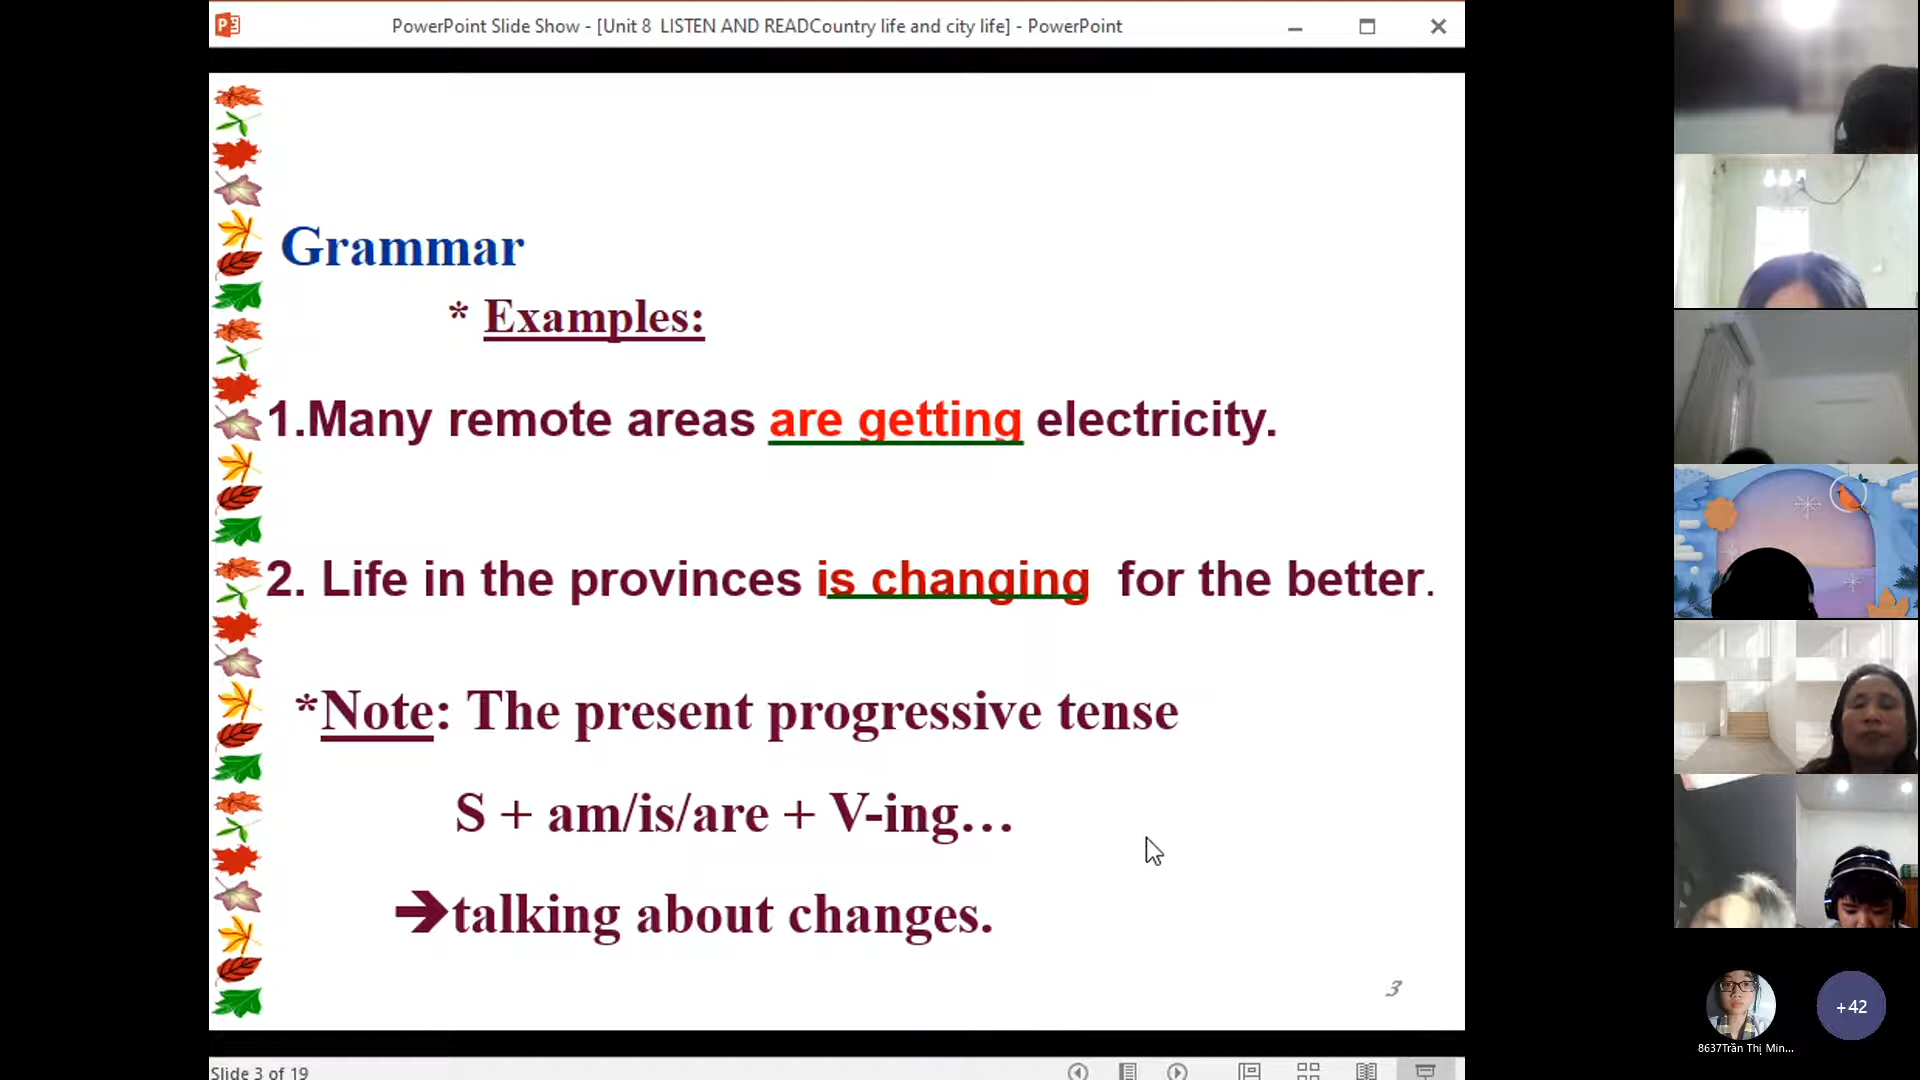 PowerPoint Slide Show - [Unit 8 LISTEN AND READCountry life and city life] - PowerPoint
Grammar
* Examples:
1.Many remote areas are getting electricity.
2. Life in the provinces is changing for the better.
*Note: The present progressive tense
S + am/is/are + V-ing…
➔talking about changes.
3
+42
8637Trần Thị Min...
Slide 3 of 19